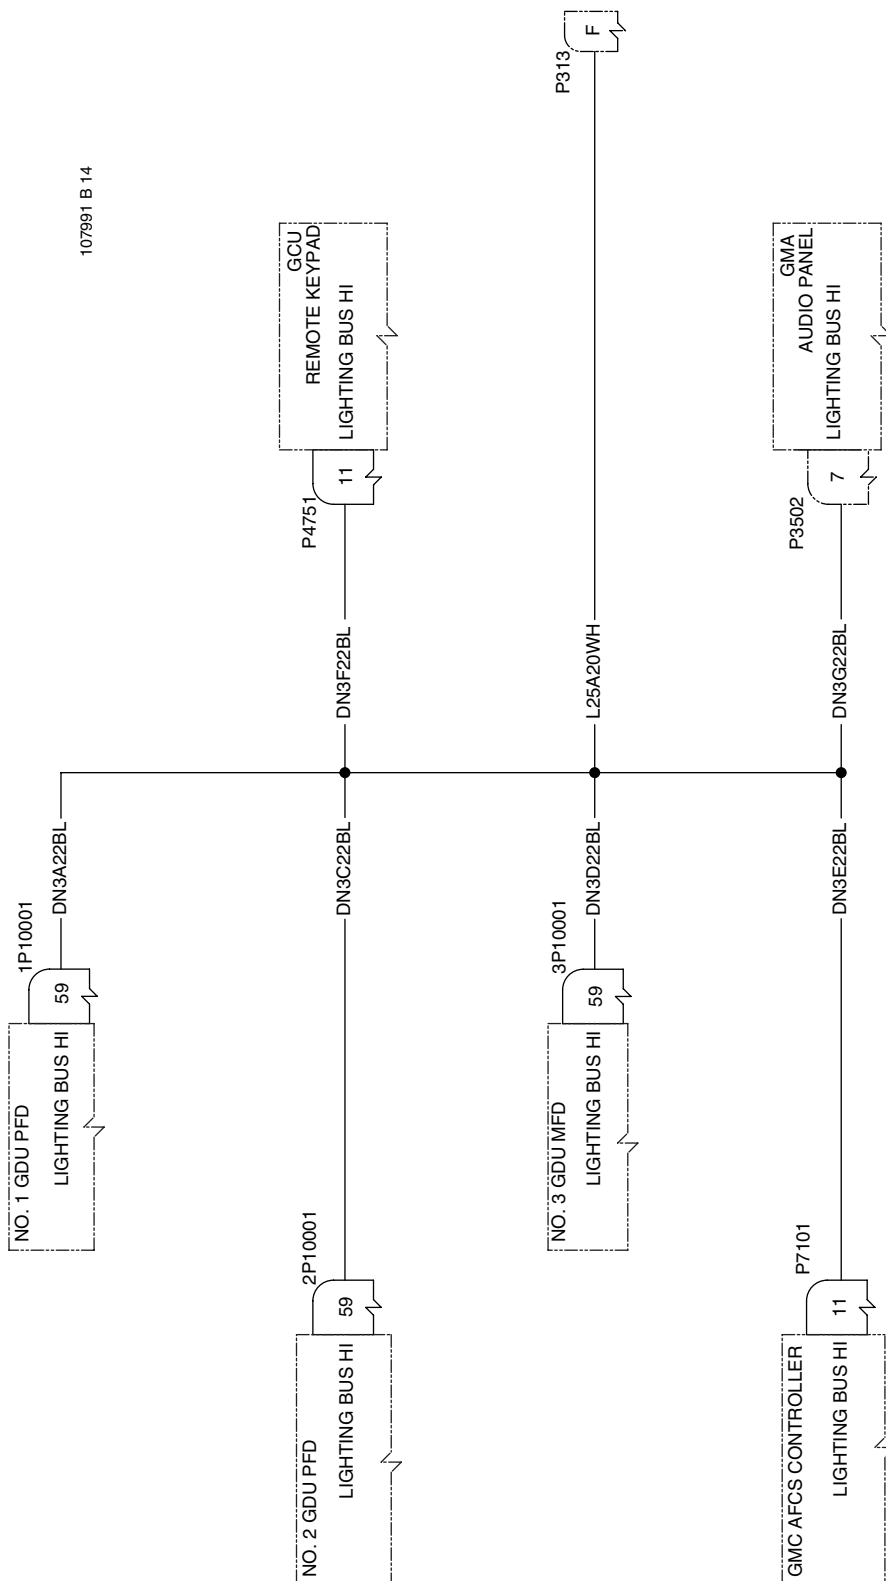 107991 B 14
NO. 1 GDU PFD
LIGHTING BUS HI
59
1P10001
DN3A22BL
NO. 2 GDU PFD
LIGHTING BUS HI
59
2P10001
DN3C22BL
DN3F22BL
P4751
11
GCU
REMOTE KEYPAD
LIGHTING BUS HI
NO. 3 GDU MFD
LIGHTING BUS HI
59
3P10001
DN3D22BL
L25A20WH
P313
F
GMC AFCS CONTROLLER
LIGHTING BUS HI
11
P7101
DN3E22BL
DN3G22BL
P3502
7
GMA
AUDIO PANEL
LIGHTING BUS HI